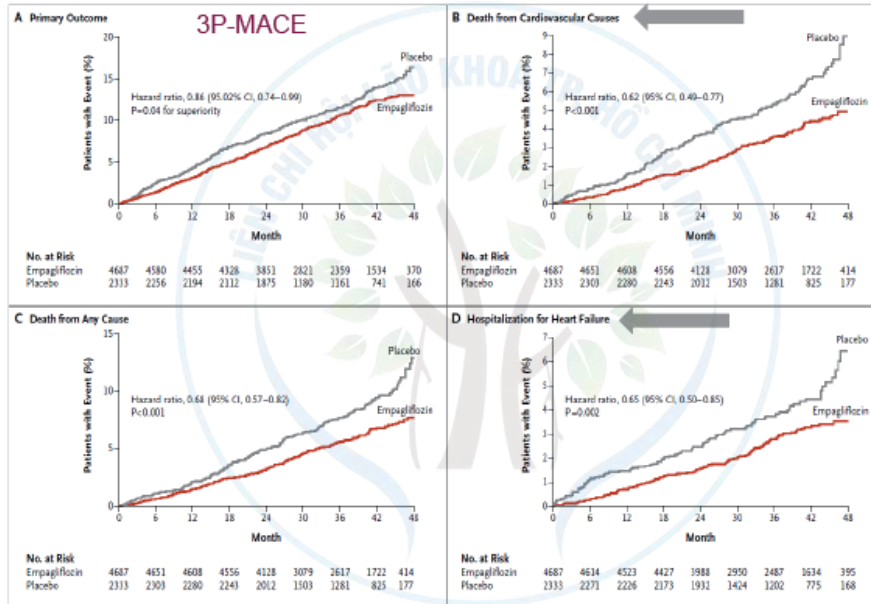 A Primary Outcome
3P-MACE
20
15
10
5
0
Patients with Event (%)
Placebo
Empagliflozin
Hazard ratio, 0.86 (95.02% CI, 0.74–0.99)
P=0.04 for superiority
0 6 12 18 24 30 36 42 48
Month
No. at Risk
Empagliflozin 4687 4580 4455 4328 3851 2821 2359 1534 370
Placebo 2333 2256 2194 2112 1875 1380 1161 741 166
B Death from Cardiovascular Causes
9
8
7
6
5
4
3
2
1
0
Patients with Event (%)
Placebo
Empagliflozin
Hazard ratio, 0.62 (95% CI, 0.49–0.77)
P<0.001
0 6 12 18 24 30 36 42 48
Month
No. at Risk
Empagliflozin 4687 4651 4608 4556 4128 3079 2617 1722 414
Placebo 2333 2303 2280 2243 2012 1503 1281 825 177
C Death from Any Cause
15
10
5
0
Patients with Event (%)
Placebo
Empagliflozin
Hazard ratio, 0.68 (95% CI, 0.57–0.82)
P<0.001
0 6 12 18 24 30 36 42 48
Month
No. at Risk
Empagliflozin 4687 4651 4608 4556 4128 3079 2617 1722 414
Placebo 2333 2303 2280 2243 2012 1503 1281 825 177
D Hospitalization for Heart Failure
7
6
5
4
3
2
1
0
Patients with Event (%)
Placebo
Empagliflozin
Hazard ratio, 0.65 (95% CI, 0.50–0.85)
P=0.002
0 6 12 18 24 30 36 42 48
Month
No. at Risk
Empagliflozin 4687 4614 4523 4427 3988 2950 2487 1634 395
Placebo 2333 2271 2226 2173 1932 1424 1202 775 168
LIÊN CHI HỘI LÃO KHOA TP. HỒ CHÍ MINH